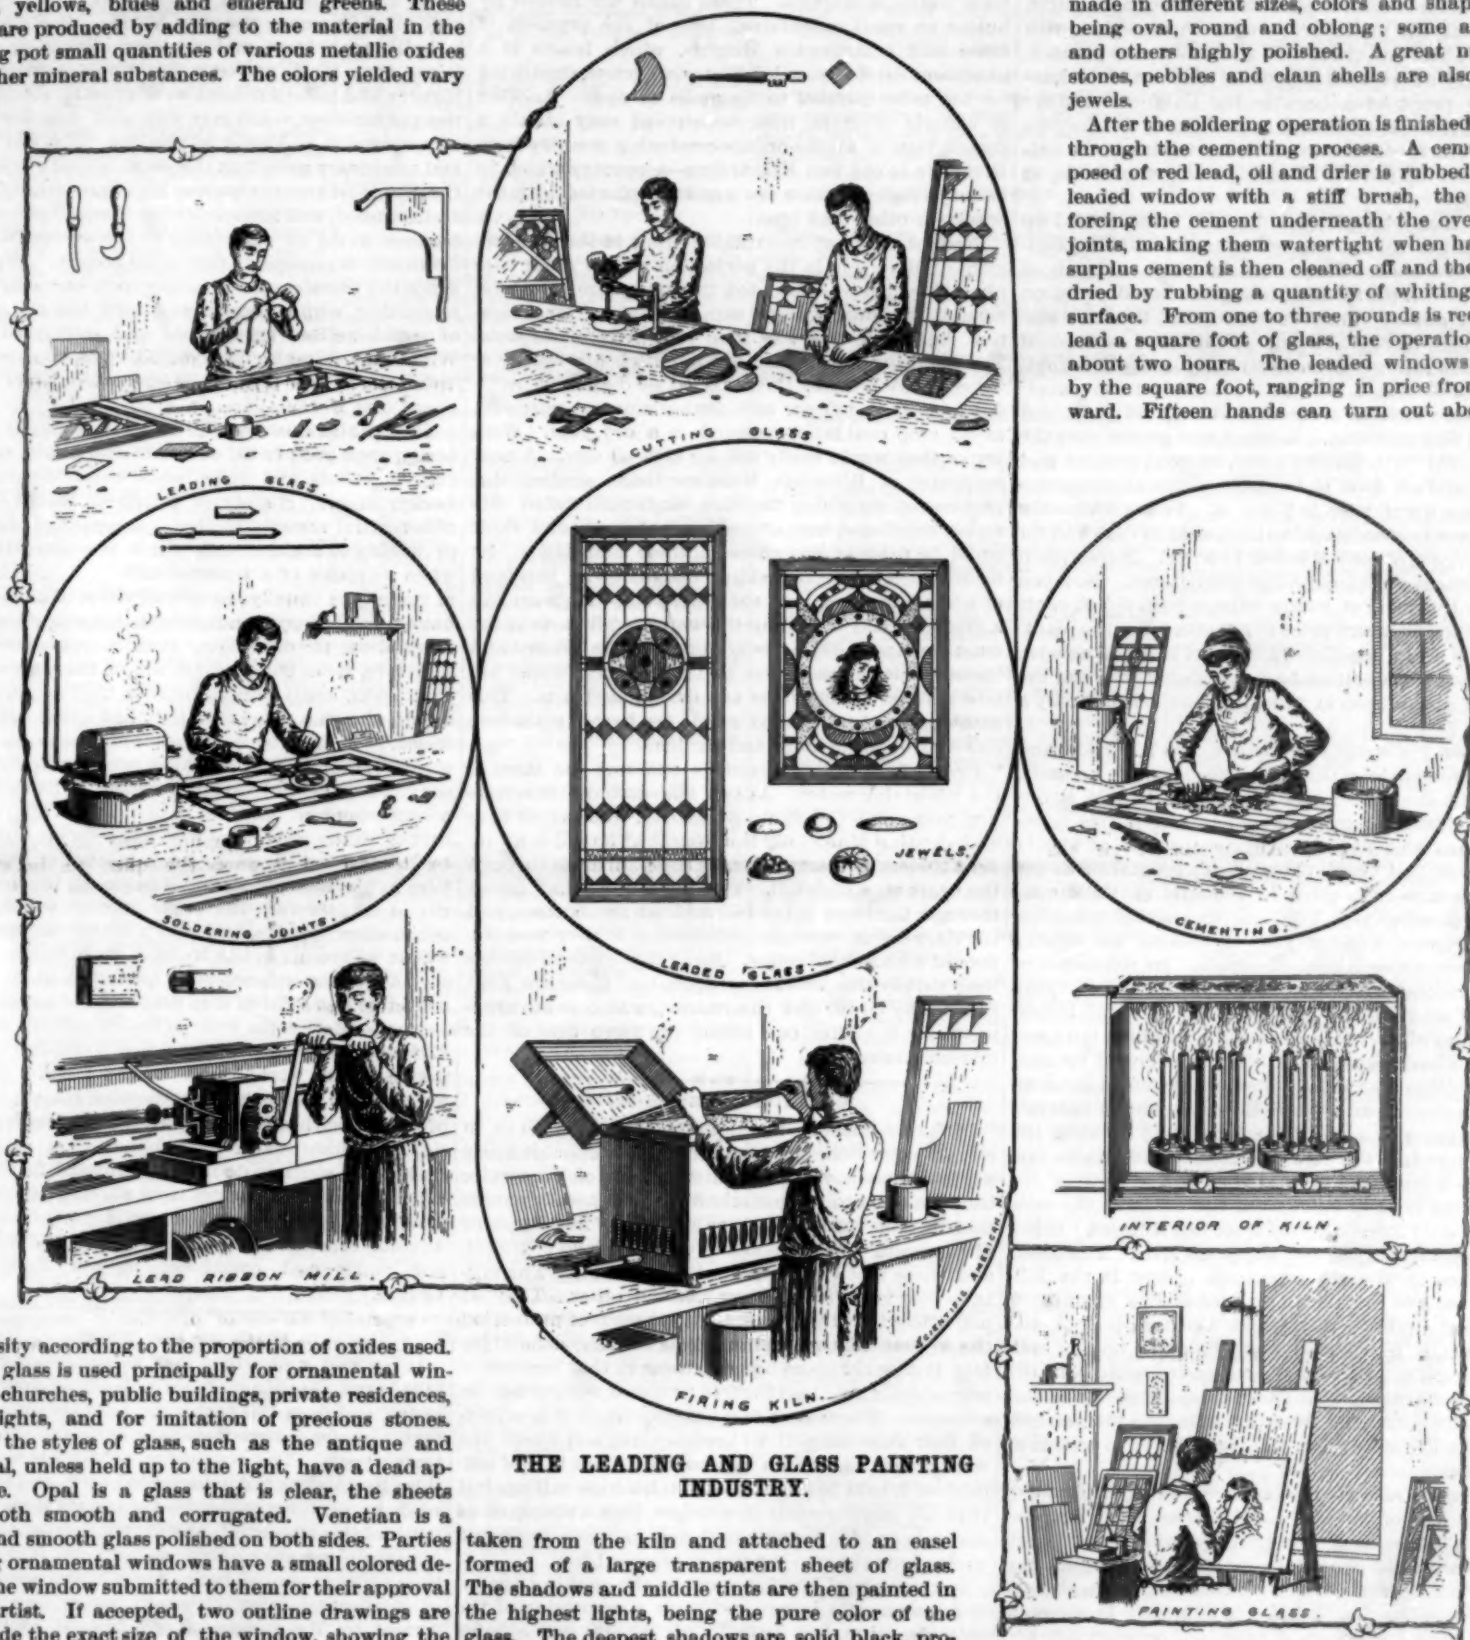 yellows, blues and emerald greens. These
are produced by adding to the material in the
pot small quantities of various metallic oxides
her mineral substances. The colors yielded vary
LEADING GLASS
CUTTING GLASS
SOLDERING JOINTS.
JEWELS.
LEADED GLASS.
CEMENTING.
LEAD RIBBON MILL.
FIRING KILN.
SCIENTIFIC AMERICAN N.Y.
INTERIOR OF KILN.
PAINTING GLASS.
sity according to the proportion of oxides used.
glass is used principally for ornamental win-
churches, public buildings, private residences,
ights, and for imitation of precious stones.
the styles of glass, such as the antique and
al, unless held up to the light, have a dead ap-
e. Opal is a glass that is clear, the sheets
oth smooth and corrugated. Venetian is a
nd smooth glass polished on both sides. Parties
g ornamental windows have a small colored de-
he window submitted to them for their approval
rtist. If accepted, two outline drawings are
de the exact size of the window, showing the
THE LEADING AND GLASS PAINTING
INDUSTRY.
taken from the kiln and attached to an easel
formed of a large transparent sheet of glass.
The shadows and middle tints are then painted in
the highest lights, being the pure color of the
glass. The deepest shadows are solid black, pro-
made in different sizes, colors and shap
being oval, round and oblong; some a
and others highly polished. A great n
stones, pebbles and clam shells are also
jewels.
After the soldering operation is finished
through the cementing process. A cem
posed of red lead, oil and drier is rubbed
leaded window with a stiff brush, the
forcing the cement underneath the ove
joints, making them watertight when ha
surplus cement is then cleaned off and the
dried by rubbing a quantity of whiting
surface. From one to three pounds is req
lead a square foot of glass, the operatio
about two hours. The leaded windows
by the square foot, ranging in price from
ward. Fifteen hands can turn out abo